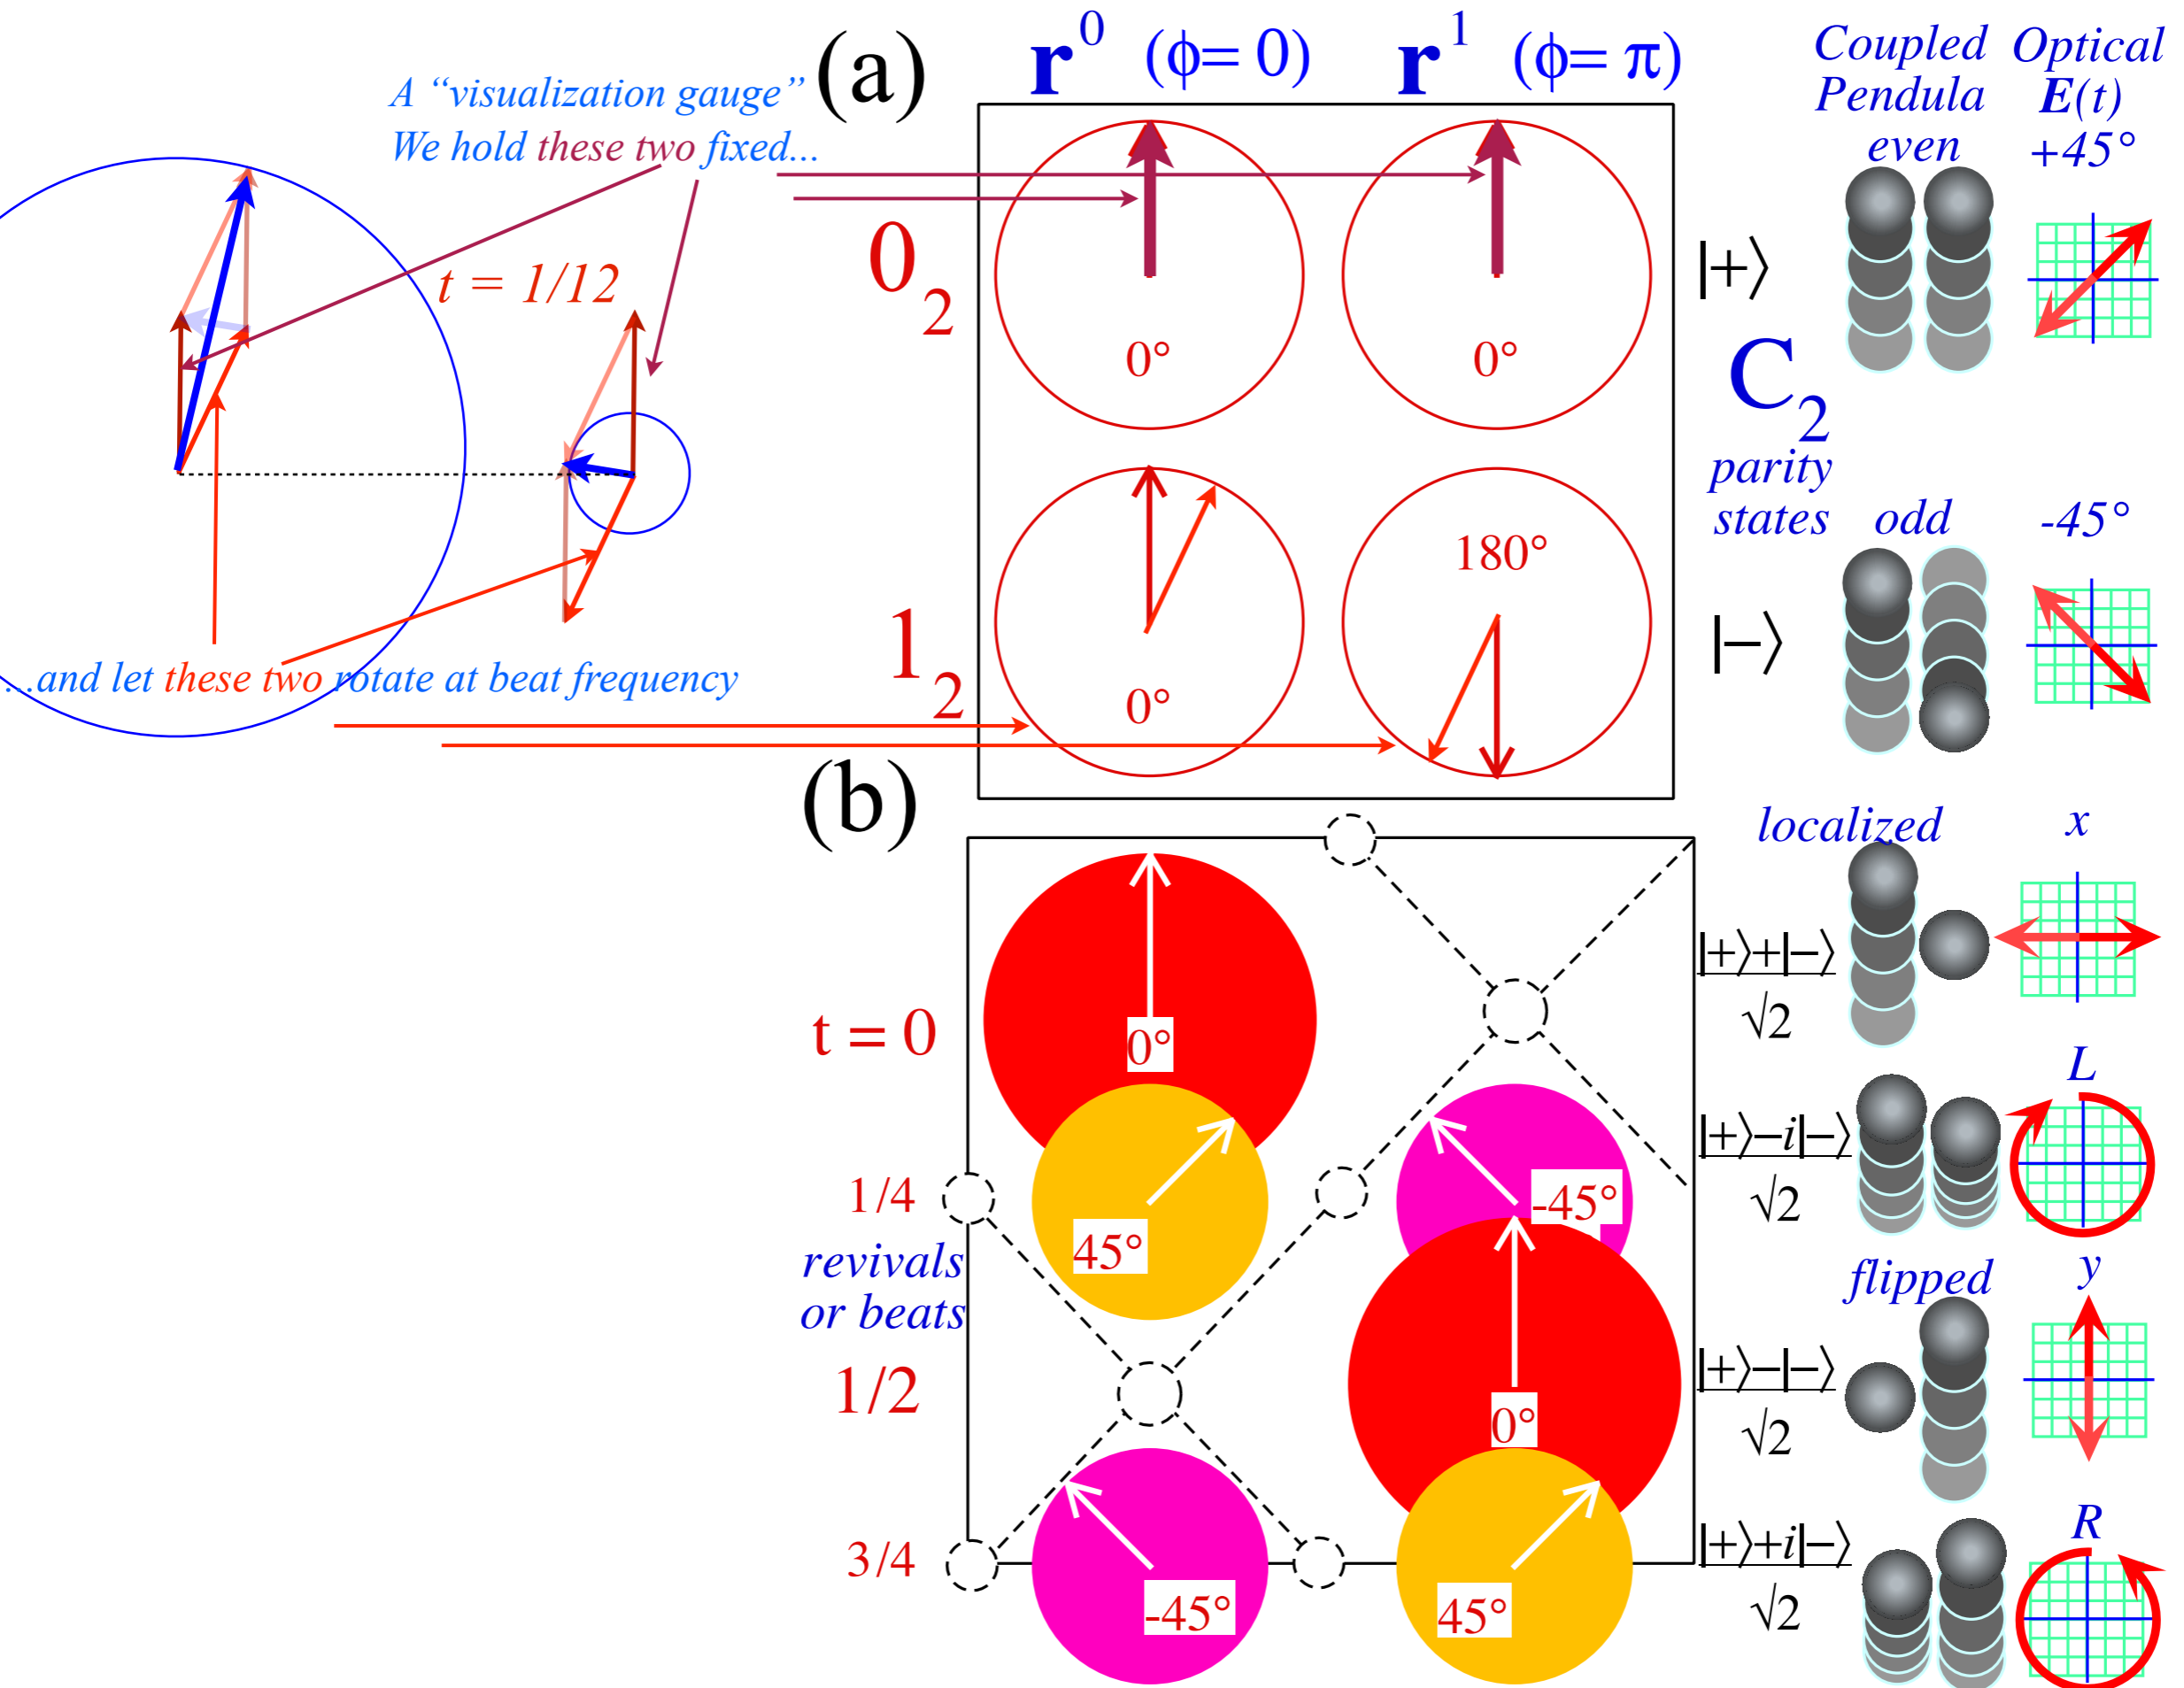 (a)
r⁰ (ϕ= 0)
r¹ (ϕ= π)
Coupled
Pendula
even
Optical
E(t)
+45°
A “visualization gauge”
We hold these two fixed...
t = 1/12
0₂
0°
0°
|+⟩
C₂
parity
states
odd
-45°
1₂
0°
180°
|−⟩
...and let these two rotate at beat frequency
(b)
localized
x
t = 0
0°
|+⟩+|−⟩
√2
L
1/4
45°
-45°
|+⟩−i|−⟩
√2
revivals
or beats
flipped
y
1/2
0°
|+⟩−|−⟩
√2
R
3/4
-45°
45°
|+⟩+i|−⟩
√2